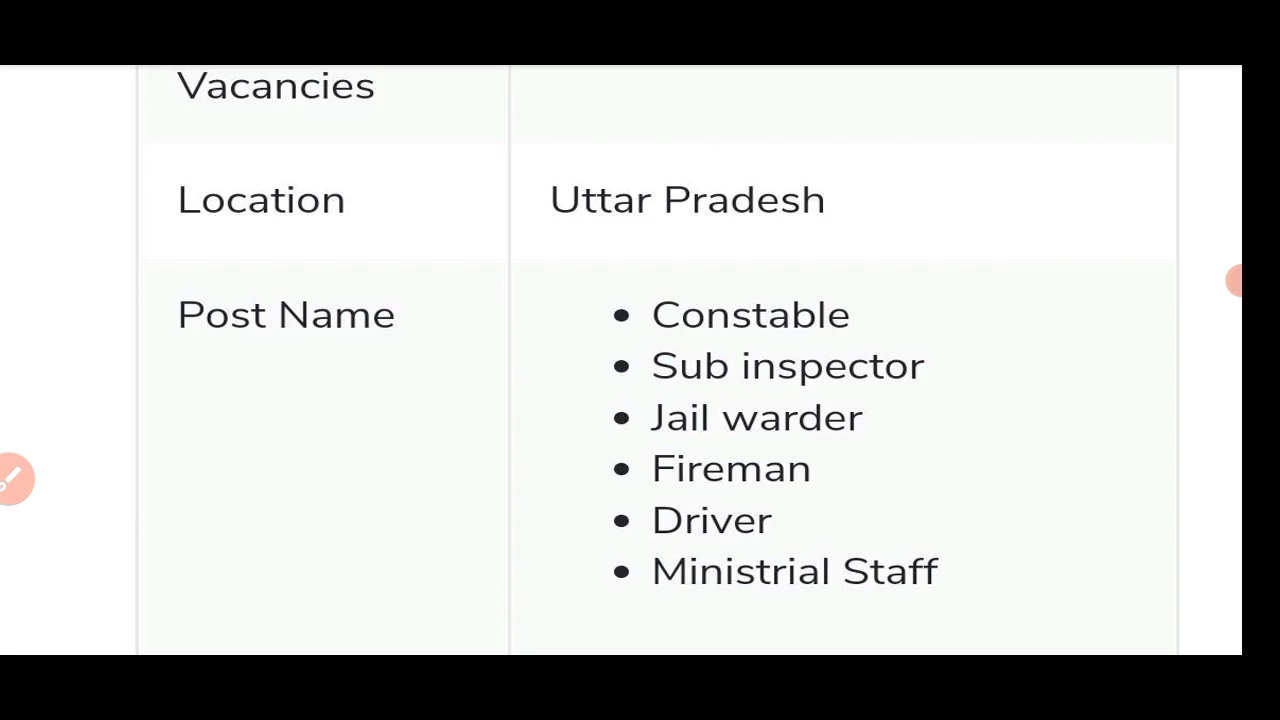 Vacancies
Location
Uttar Pradesh
Post Name
• Constable
• Sub inspector
• Jail warder
• Fireman
• Driver
• Ministrial Staff